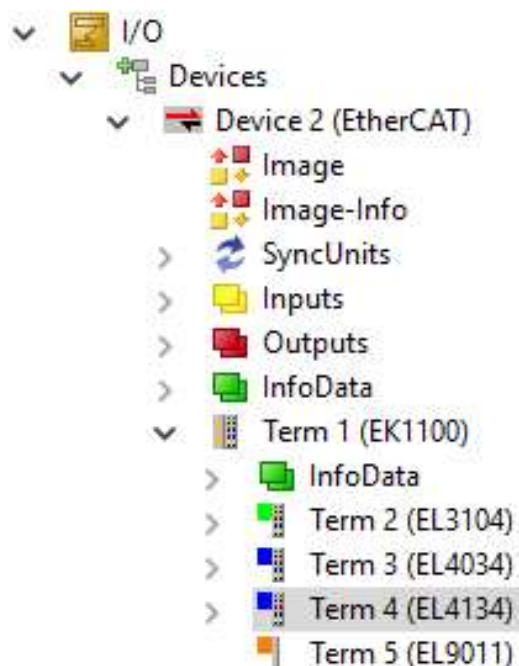 I/O
Devices
Device 2 (EtherCAT)
Image
Image-Info
SyncUnits
Inputs
Outputs
InfoData
Term 1 (EK1100)
InfoData
Term 2 (EL3104)
Term 3 (EL4034)
Term 4 (EL4134)
Term 5 (EL9011)